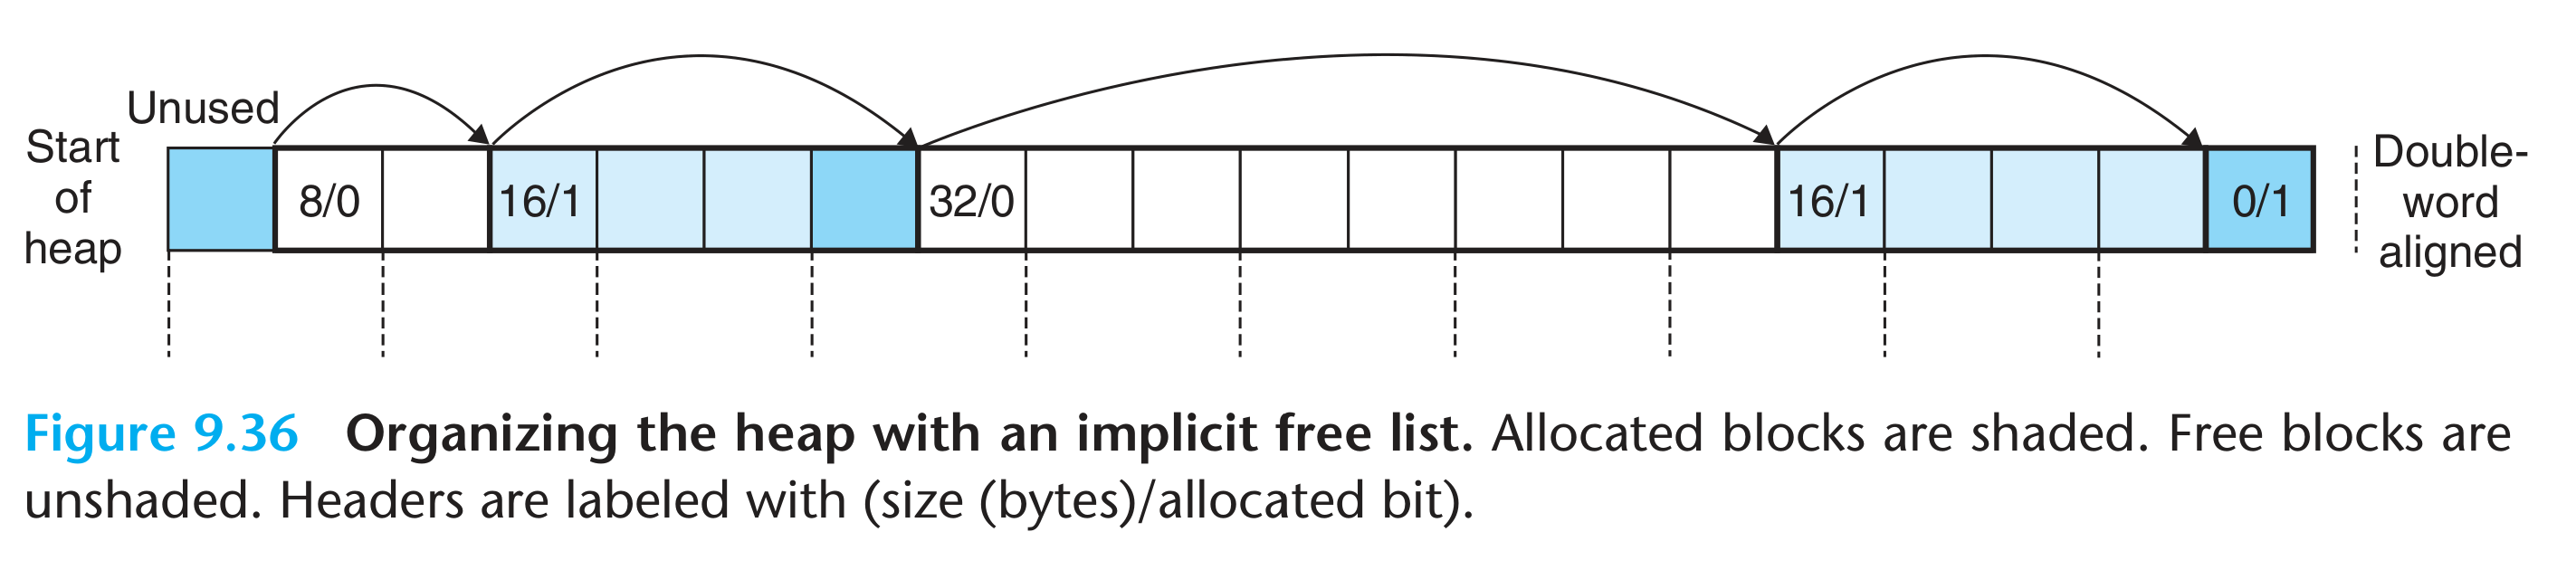 Unused
Start
of
heap
8/0
16/1
32/0
16/1
0/1
Double-
word
aligned
Figure 9.36 Organizing the heap with an implicit free list. Allocated blocks are shaded. Free blocks are
unshaded. Headers are labeled with (size (bytes)/allocated bit).